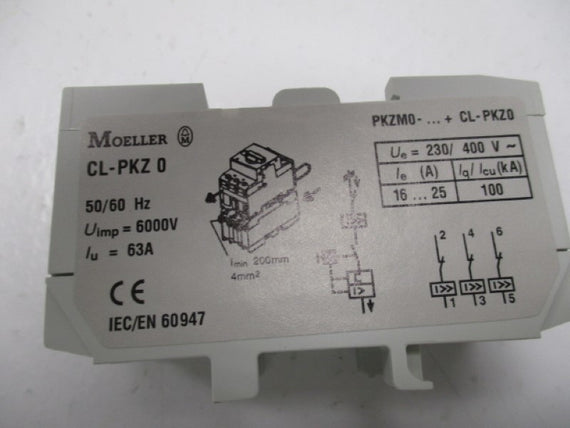 MOELLER
CL-PKZ 0
50/60 Hz
Uimp = 6000V
Iu = 63A
CE
IEC/EN 60947
lmin 200mm
4mm²
PKZM0- ... + CL-PKZ0
Ue = 230/ 400 V ~
Ie (A) Iq/ Icu(kA)
16 ... 25 100
2 4 6
I>> I>> I>>
1 3 5
I>